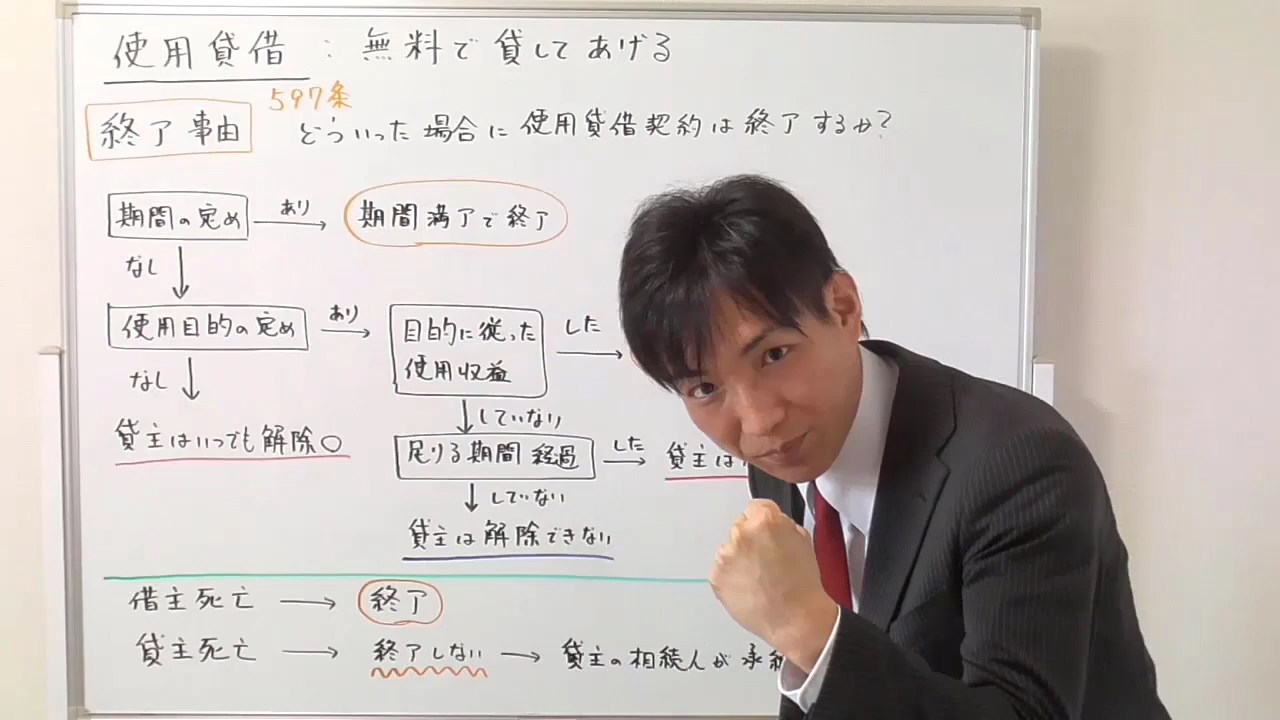 使用貸借：無料で貸してあげる
597条
終了事由 どういった場合に使用貸借契約は終了するか?
期間の定め あり 期間満了で終了
なし
使用目的の定め あり 目的に従った使用収益 した
なし
していない
貸主はいつでも解除○
足りる期間経過 した 貸主は
していない
貸主は解除できない
借主死亡 → 終了
貸主死亡 → 終了しない → 貸主の相続人が承